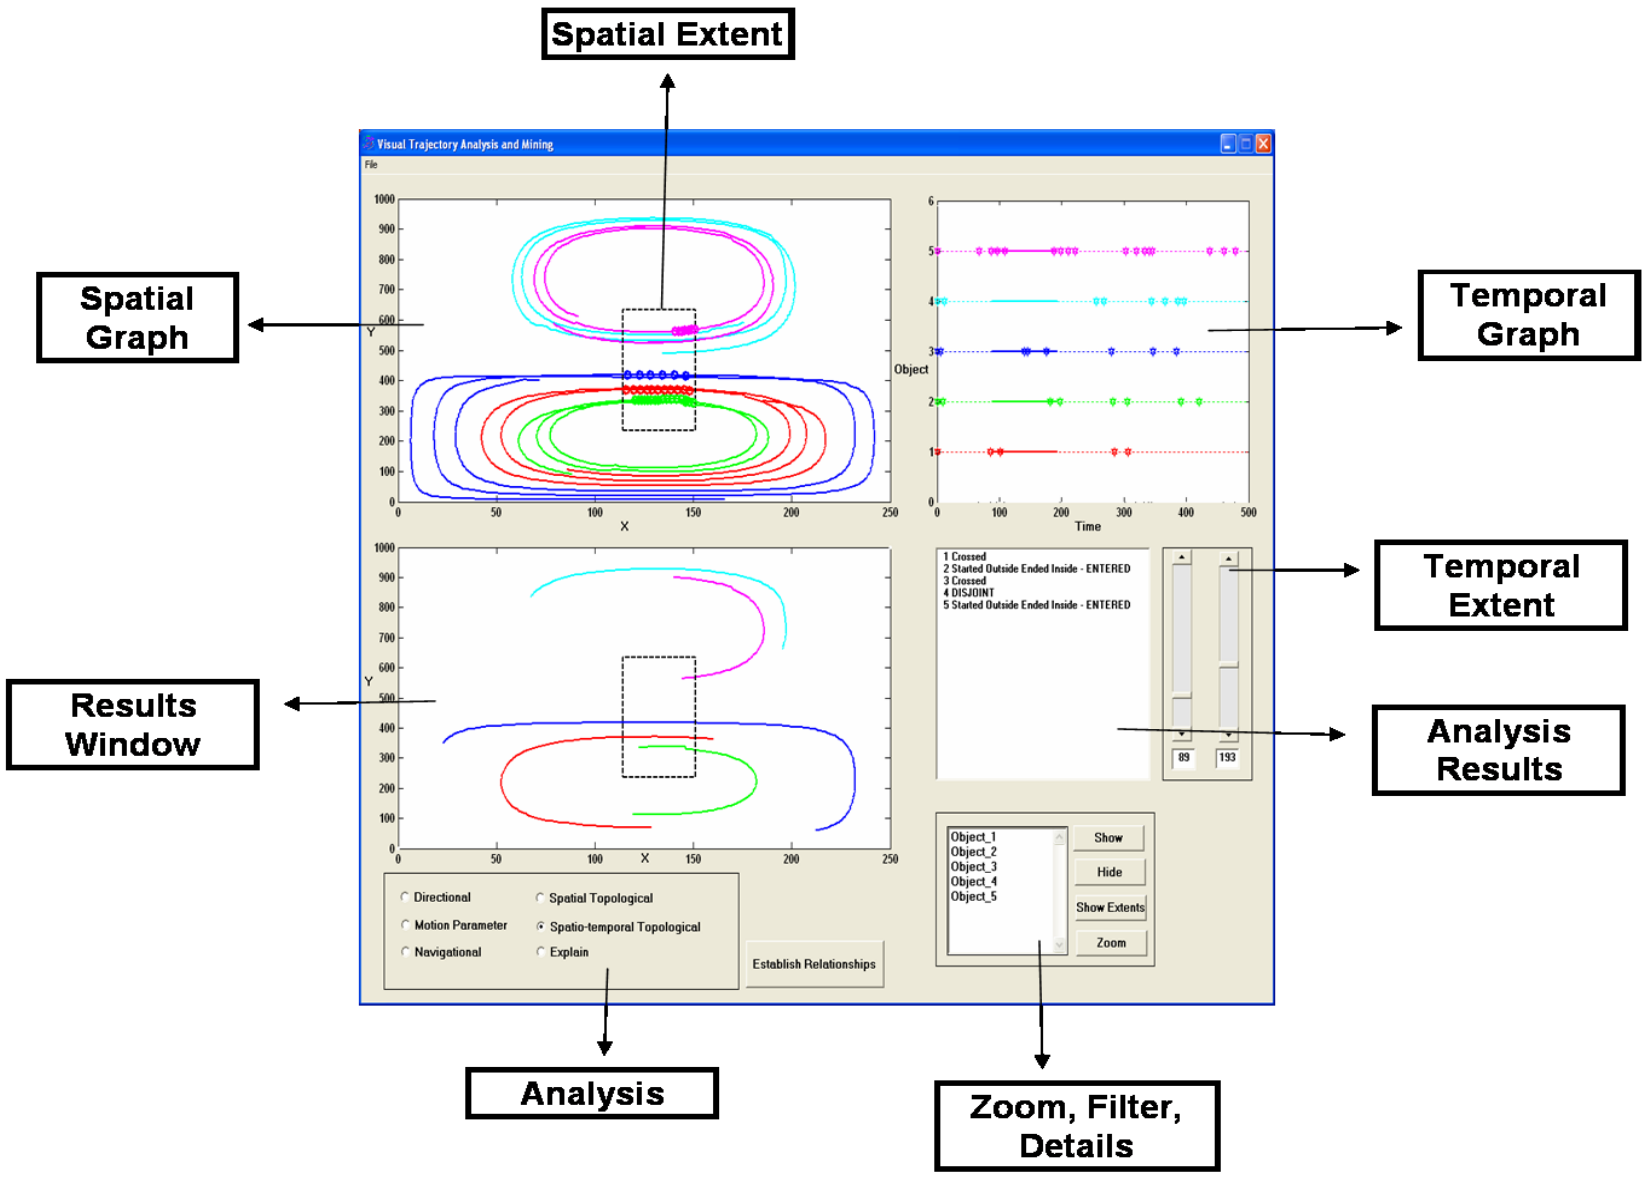 Spatial Extent
Visual Trajectory Analysis and Mining
File
1000
900
800
700
600
Y
500
400
300
200
100
0
0
50
100
150
200
250
X
6
5
4
3
Object
2
1
0
0
100
200
300
400
500
Time
Spatial
Graph
Temporal
Graph
1000
900
800
700
600
Y
500
400
300
200
100
0
0
50
100
X
150
200
250
1 Crossed
2 Started Outside Ended Inside - ENTERED
3 Crossed
4 DISJOINT
5 Started Outside Ended Inside - ENTERED
89
193
Temporal
Extent
Results
Window
Analysis
Results
Directional
Spatial Topological
Motion Parameter
Spatio-temporal Topological
Navigational
Explain
Establish Relationships
Object_1
Object_2
Object_3
Object_4
Object_5
Show
Hide
Show Extents
Zoom
Analysis
Zoom, Filter,
Details